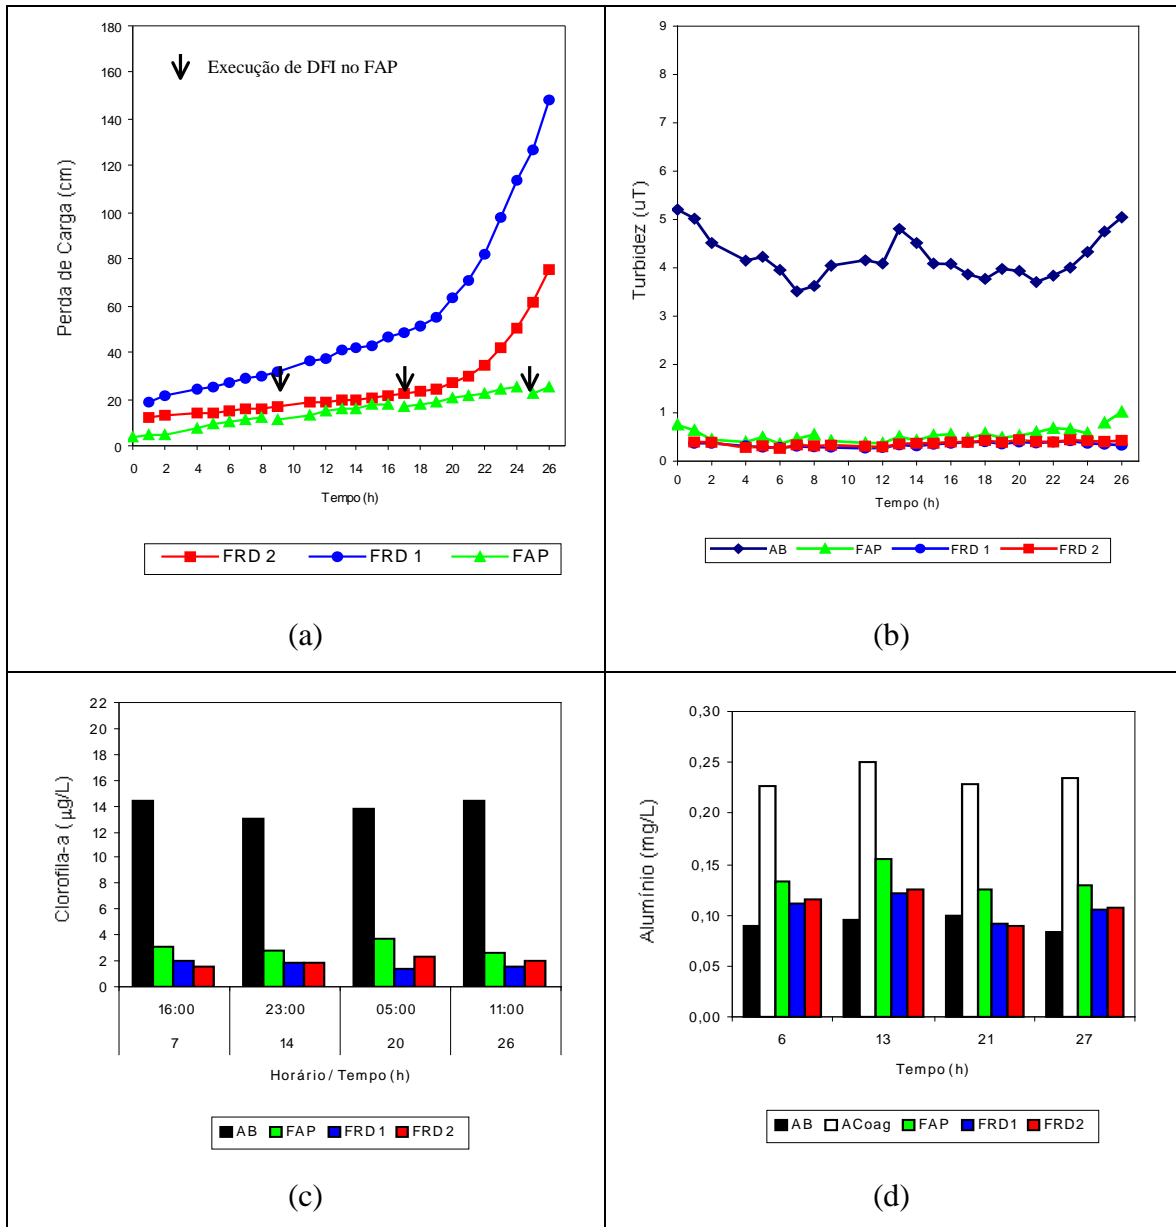 180
160
140
120
100
80
60
40
20
0
Perda de Carga (cm)
Execução de DFI no FAP
0 2 4 6 8 10 12 14 16 18 20 22 24 26
Tempo (h)
FRD 2 FRD 1 FAP
(a)
9
8
7
6
5
4
3
2
1
0
Turbidez (uT)
0 2 4 6 8 10 12 14 16 18 20 22 24 26
Tempo (h)
AB FAP FRD 1 FRD 2
(b)
22
20
18
16
14
12
10
8
6
4
2
0
Clorofila-a (µg/L)
16:00 23:00 05:00 11:00
7 14 20 26
Horário / Tempo (h)
AB FAP FRD1 FRD2
(c)
0,30
0,25
0,20
0,15
0,10
0,05
0,00
Alumínio (mg/L)
6 13 21 27
Tempo (h)
AB ACoag FAP FRD1 FRD2
(d)